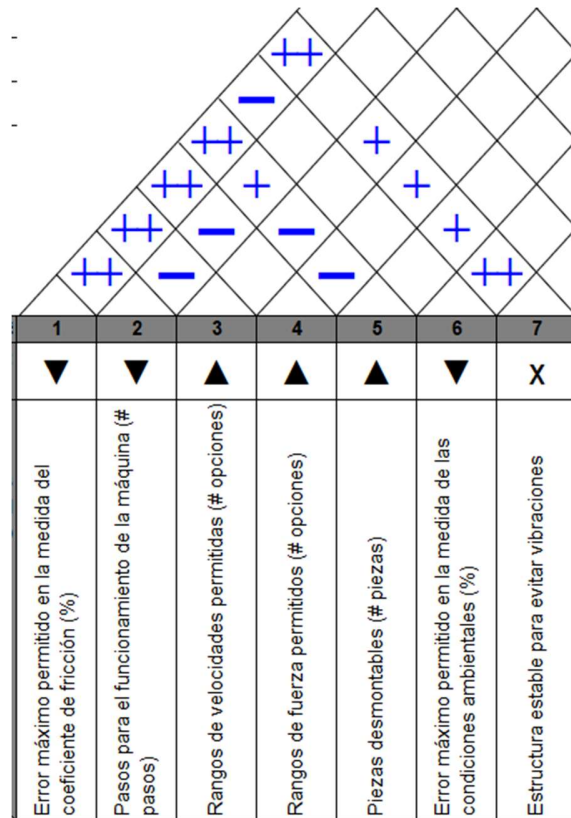 ++
−
++
+
++
+
+
++
−
−
+
++
−
−
++
1 2 3 4 5 6 7
▼ ▼ ▲ ▲ ▲ ▼ X
Error máximo permitido en la medida del
coeficiente de fricción (%)
Pasos para el funcionamiento de la máquina (#
pasos)
Rangos de velocidades permitidas (# opciones)
Rangos de fuerza permitidos (# opciones)
Piezas desmontables (# piezas)
Error máximo permitido en la medida de las
condiciones ambientales (%)
Estructura estable para evitar vibraciones